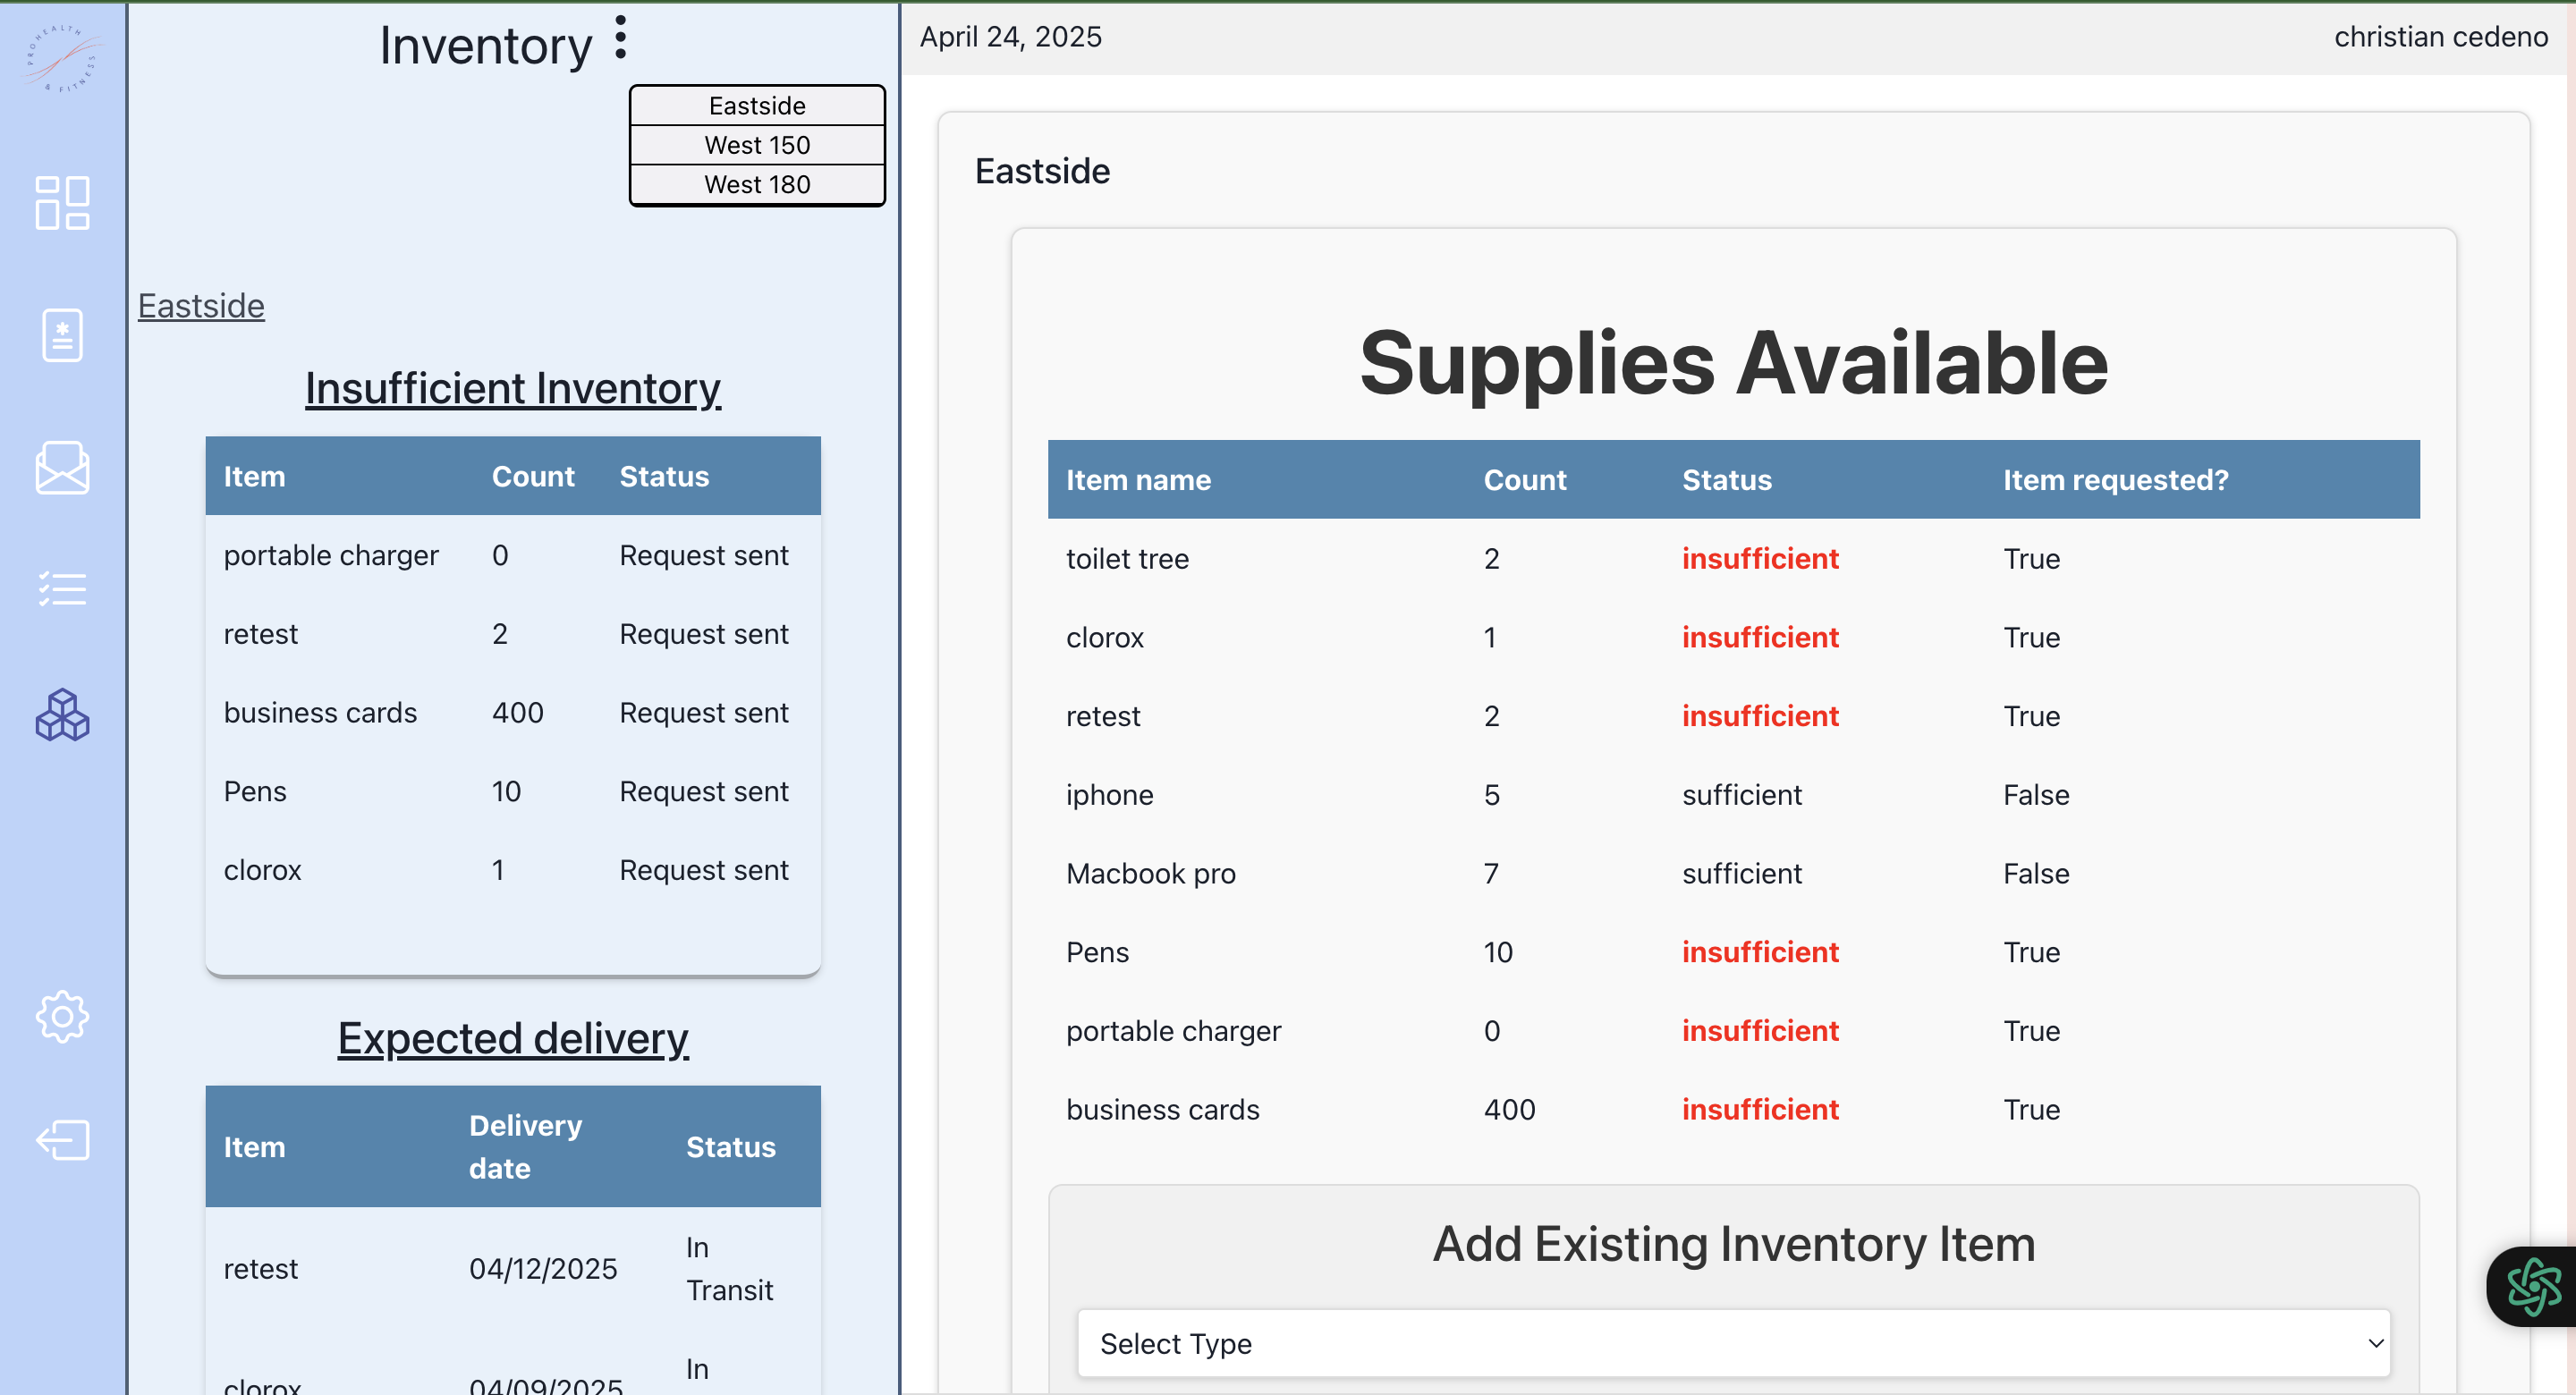 PROHEALTH
& FITNESS
Inventory
Eastside
West 150
West 180
Eastside
Insufficient Inventory
Item Count Status
portable charger 0 Request sent
retest 2 Request sent
business cards 400 Request sent
Pens 10 Request sent
clorox 1 Request sent
Expected delivery
Item Delivery date Status
retest 04/12/2025 In Transit
clorox 04/09/2025 In
April 24, 2025
christian cedeno
Eastside
Supplies Available
Item name Count Status Item requested?
toilet tree 2 insufficient True
clorox 1 insufficient True
retest 2 insufficient True
iphone 5 sufficient False
Macbook pro 7 sufficient False
Pens 10 insufficient True
portable charger 0 insufficient True
business cards 400 insufficient True
Add Existing Inventory Item
Select Type